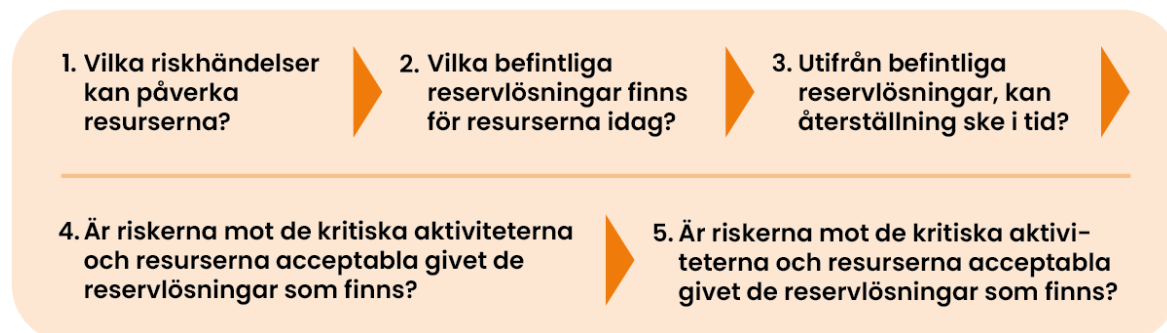 1. Vilka riskhändelser
kan påverka
resurserna?
2. Vilka befintliga
reservlösningar finns
för resurserna idag?
3. Utifrån befintliga
reservlösningar, kan
återställning ske i tid?
4. Är riskerna mot de kritiska aktiviteterna
och resurserna acceptabla givet de
reservlösningar som finns?
5. Är riskerna mot de kritiska aktivi-
teterna och resurserna acceptabla
givet de reservlösningar som finns?